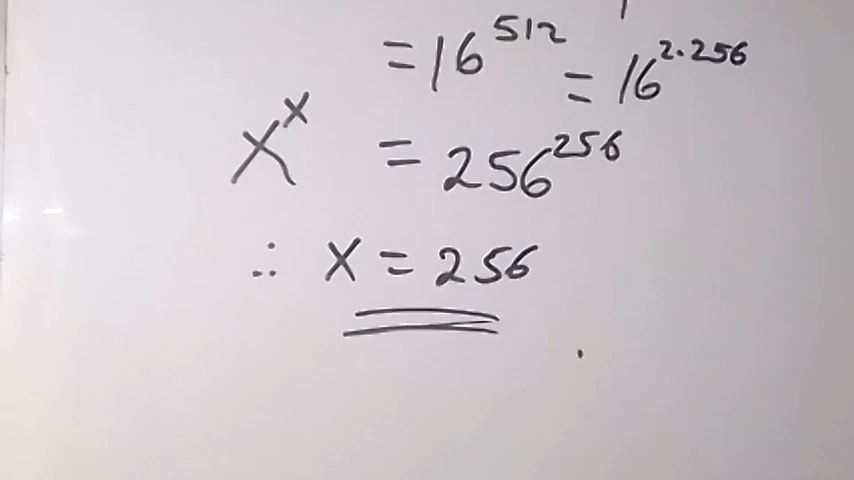 = 16^512 = 16^2·256
x^x = 256^256
∴ x = 256